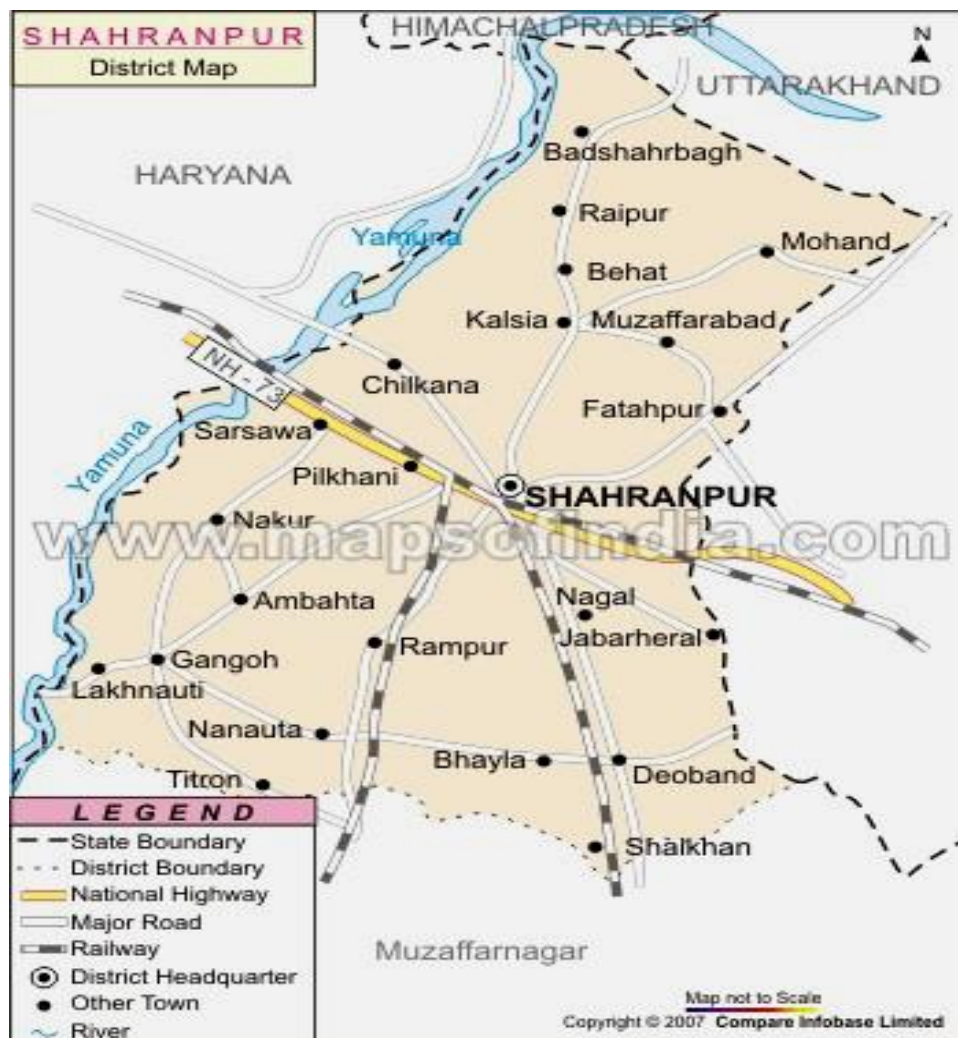 SHAHRANPUR
District Map
HIMACHALPRADESH
N
UTTARAKHAND
HARYANA
Badshahrbagh
Raipur
Yamuna
Mohand
Behat
Kalsia
Muzaffarabad
NH - 73
Chilkana
Fatahpur
Sarsawa
Yamuna
Pilkhani
SHAHRANPUR
Nakur
www.mapsofindia.com
Ambahta
Nagal
Jabarheral
Rampur
Gangoh
Lakhnauti
Nanauta
Bhayla
Deoband
Titron
LEGEND
State Boundary
District Boundary
National Highway
Major Road
Railway
District Headquarter
Other Town
River
Shalkhan
Muzaffarnagar
Map not to Scale
Copyright © 2007 Compare Infobase Limited